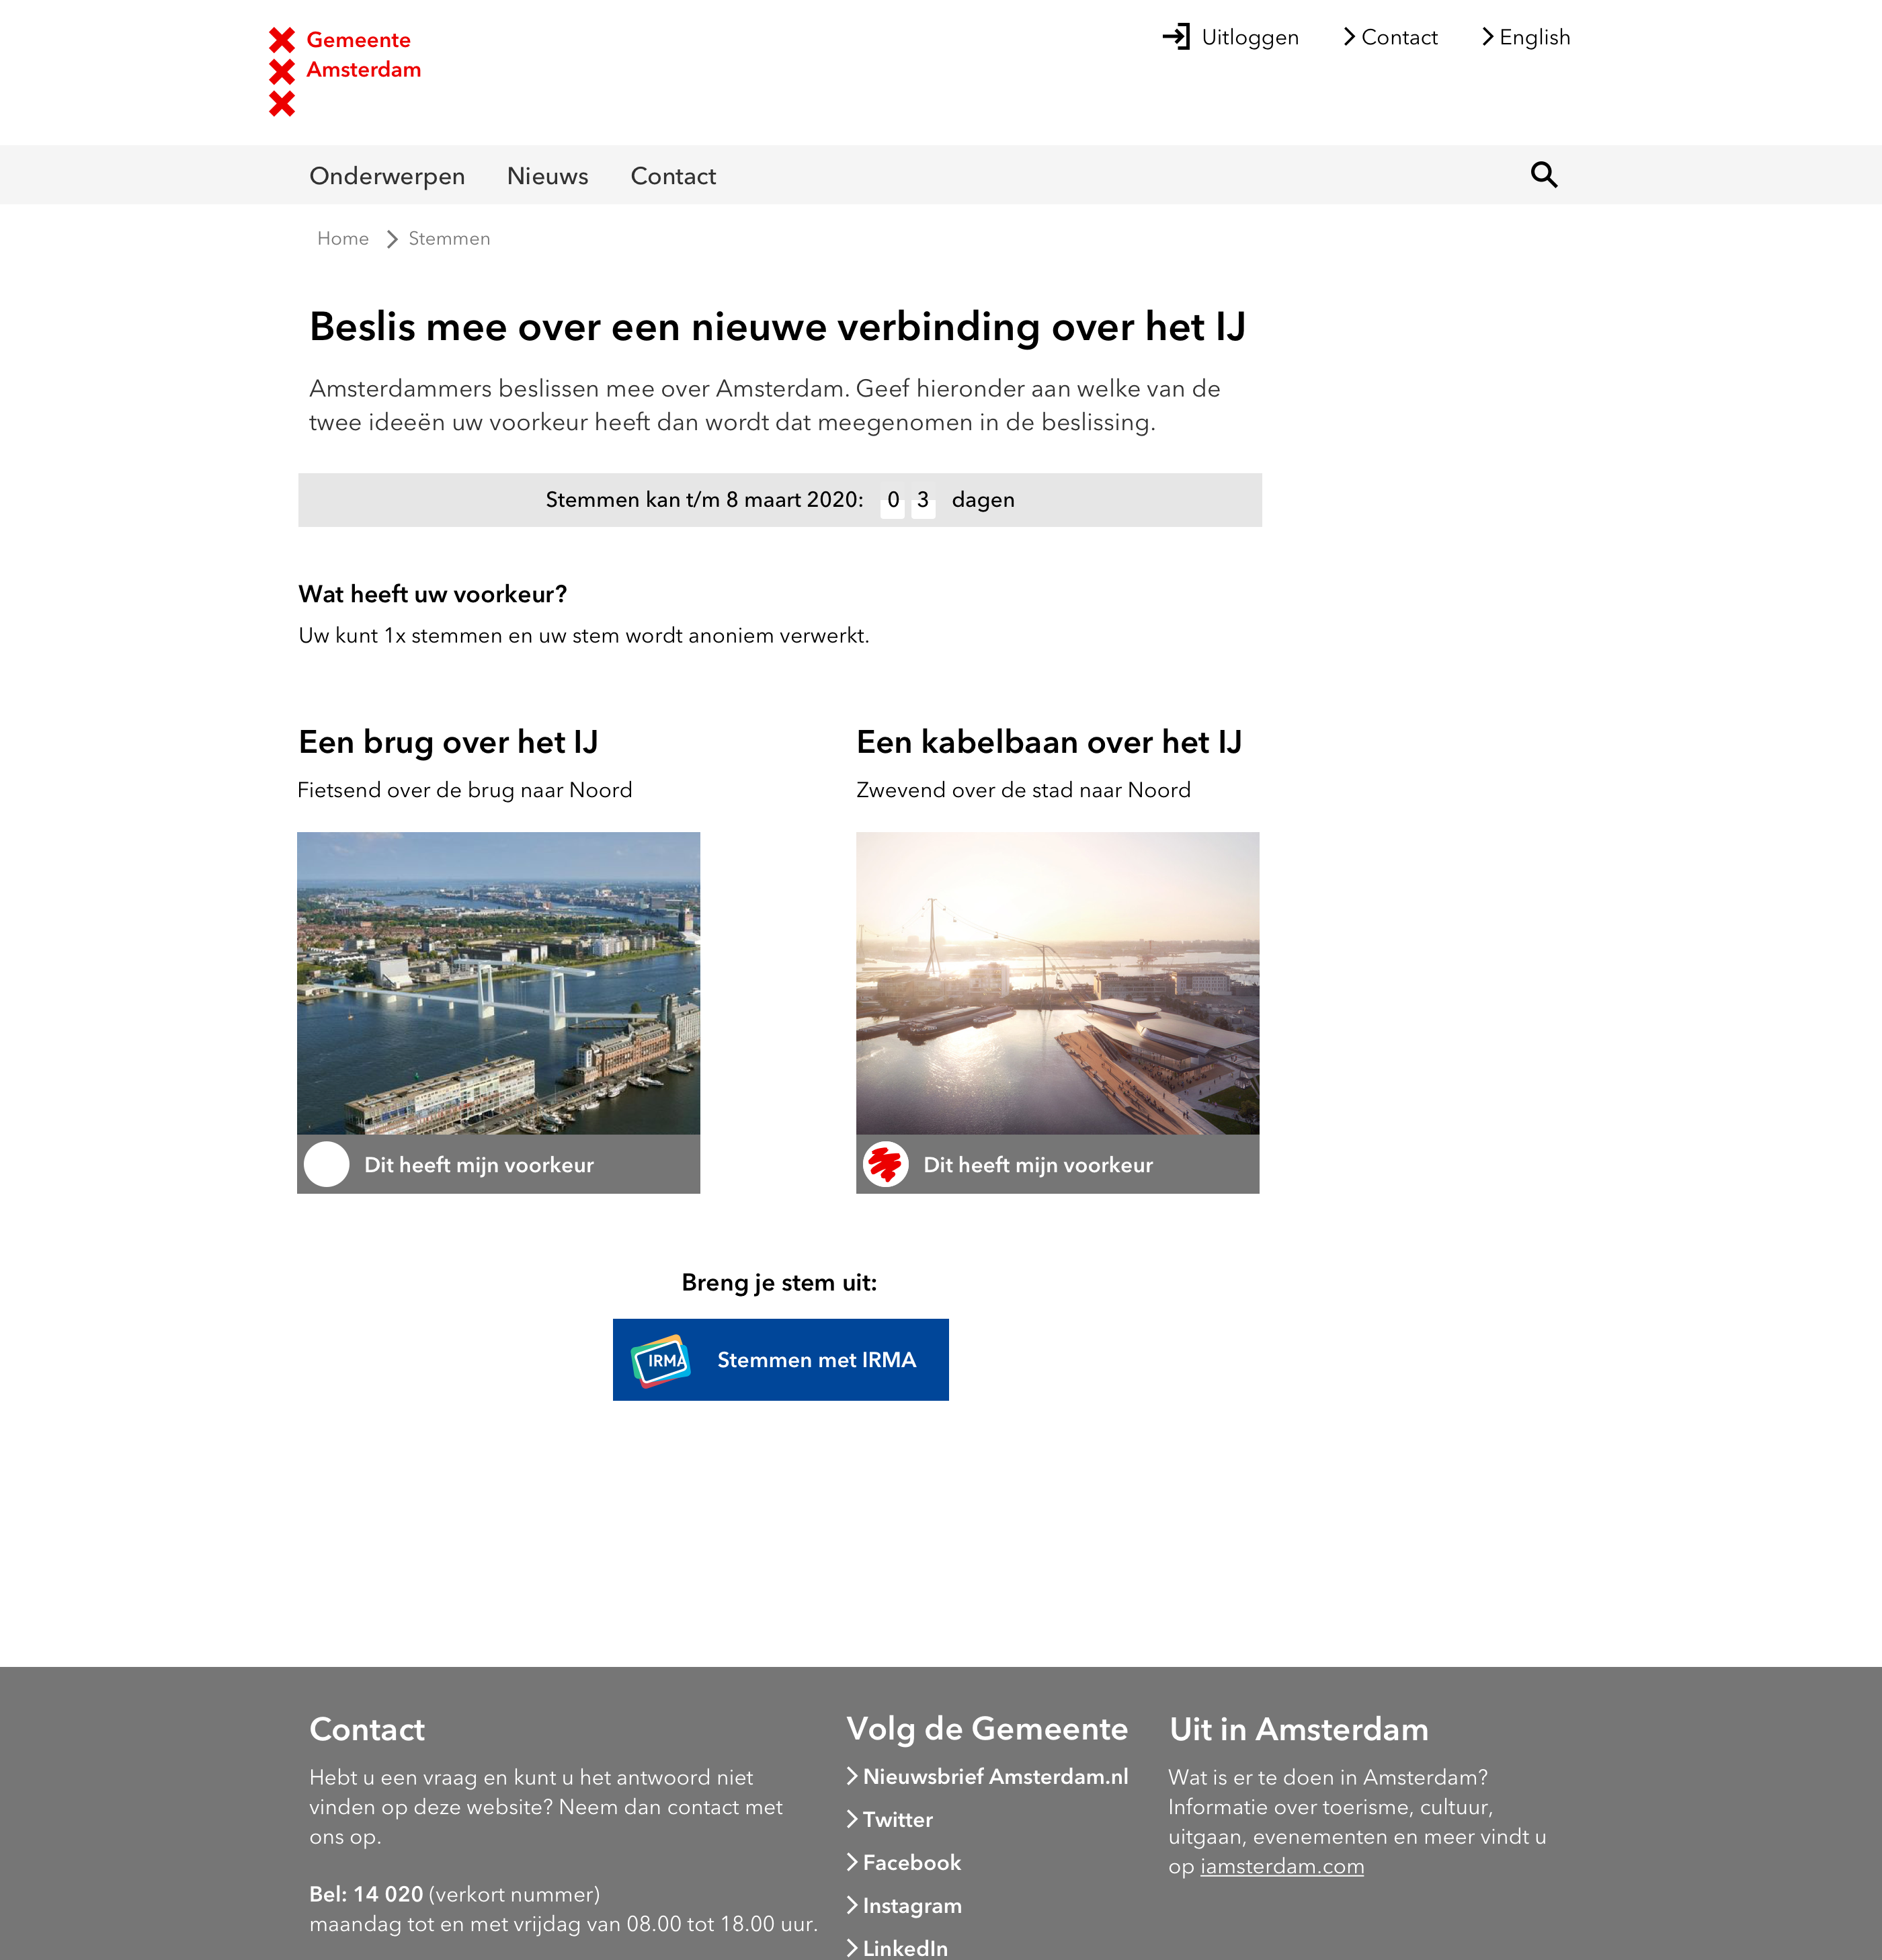 Gemeente
Amsterdam
Uitloggen
Contact
English
Onderwerpen
Nieuws
Contact
Home
Stemmen
Beslis mee over een nieuwe verbinding over het IJ
Amsterdammers beslissen mee over Amsterdam. Geef hieronder aan welke van de
twee ideeën uw voorkeur heeft dan wordt dat meegenomen in de beslissing.
Stemmen kan t/m 8 maart 2020: 0 3 dagen
Wat heeft uw voorkeur?
Uw kunt 1x stemmen en uw stem wordt anoniem verwerkt.
Een brug over het IJ
Fietsend over de brug naar Noord
Dit heeft mijn voorkeur
Een kabelbaan over het IJ
Zwevend over de stad naar Noord
Dit heeft mijn voorkeur
Breng je stem uit:
IRMA
Stemmen met IRMA
Contact
Hebt u een vraag en kunt u het antwoord niet
vinden op deze website? Neem dan contact met
ons op.
Bel: 14 020 (verkort nummer)
maandag tot en met vrijdag van 08.00 tot 18.00 uur.
Volg de Gemeente
Nieuwsbrief Amsterdam.nl
Twitter
Facebook
Instagram
LinkedIn
Uit in Amsterdam
Wat is er te doen in Amsterdam?
Informatie over toerisme, cultuur,
uitgaan, evenementen en meer vindt u
op iamsterdam.com